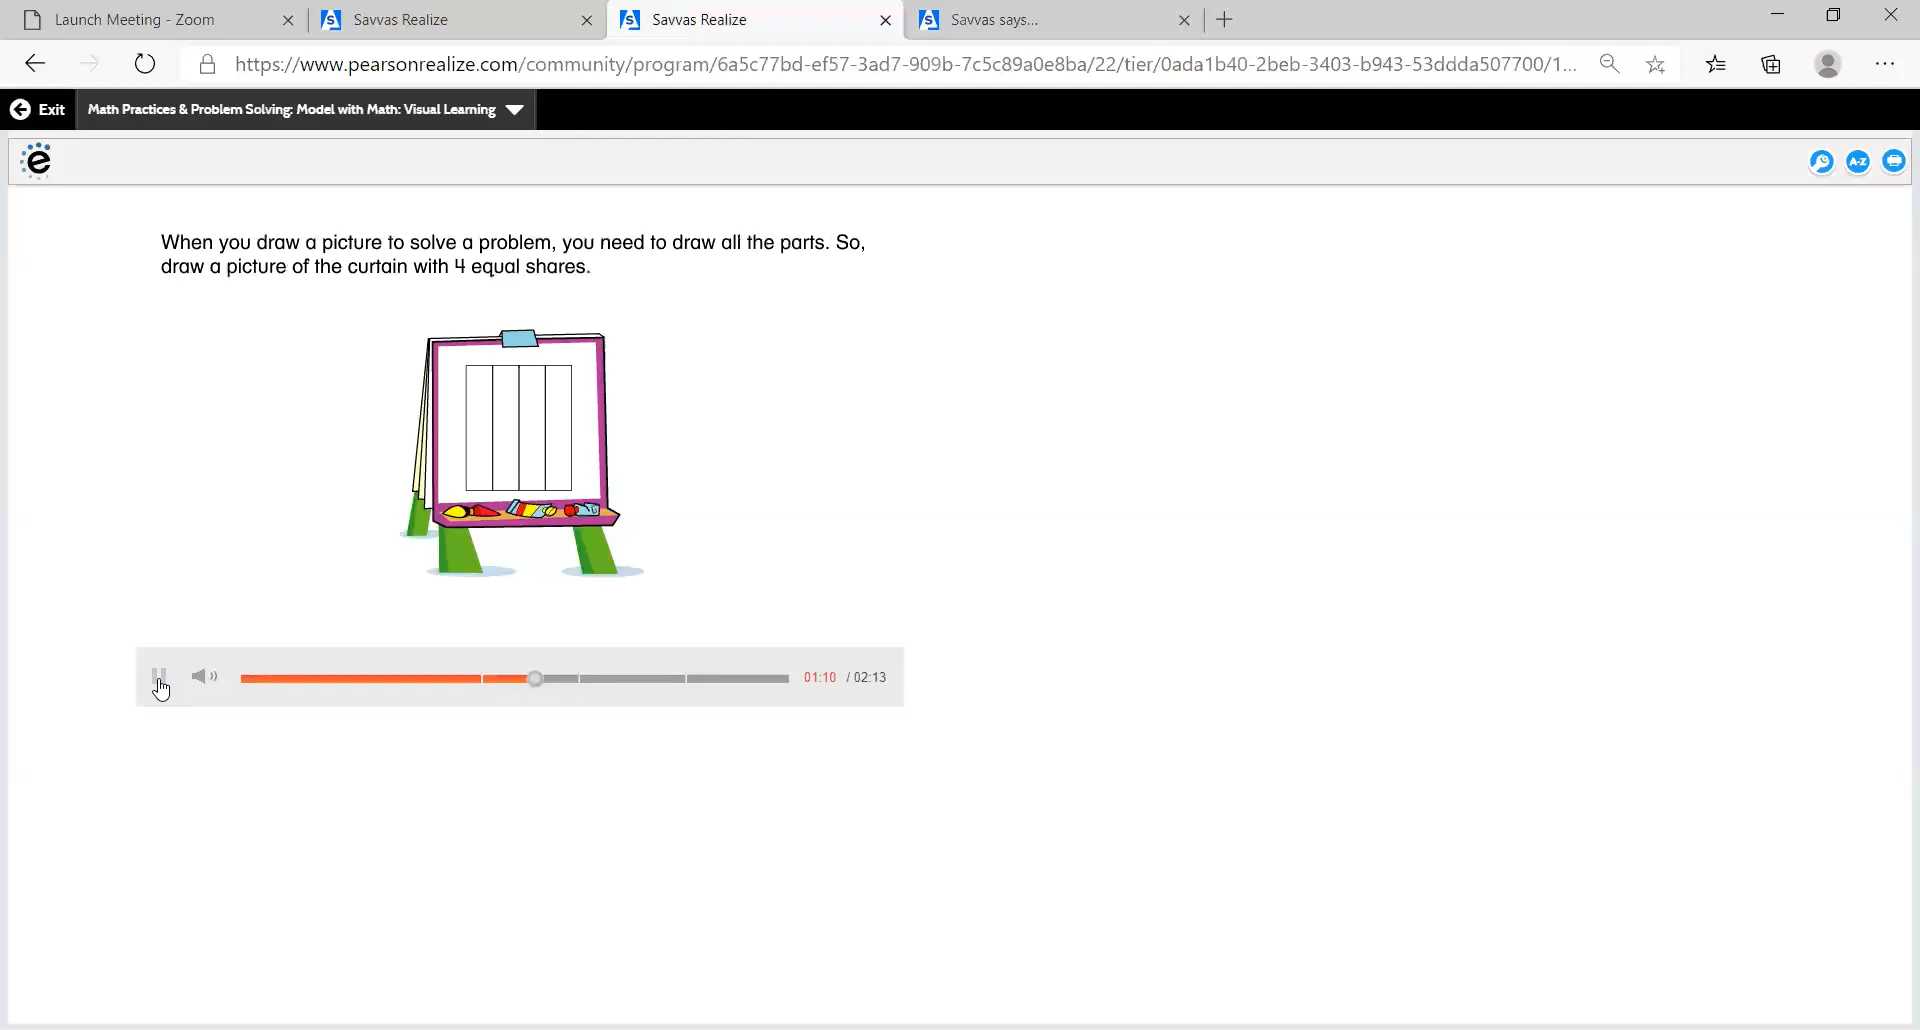 Launch Meeting - Zoom
Savvas Realize
Savvas Realize
Savvas says...
https://www.pearsonrealize.com/community/program/6a5c77bd-ef57-3ad7-909b-7c5c89a0e8ba/22/tier/0ada1b40-2beb-3403-b943-53ddda507700/1...
Exit
Math Practices & Problem Solving: Model with Math: Visual Learning
e
A-Z
When you draw a picture to solve a problem, you need to draw all the parts. So,
draw a picture of the curtain with 4 equal shares.
01:10 / 02:13